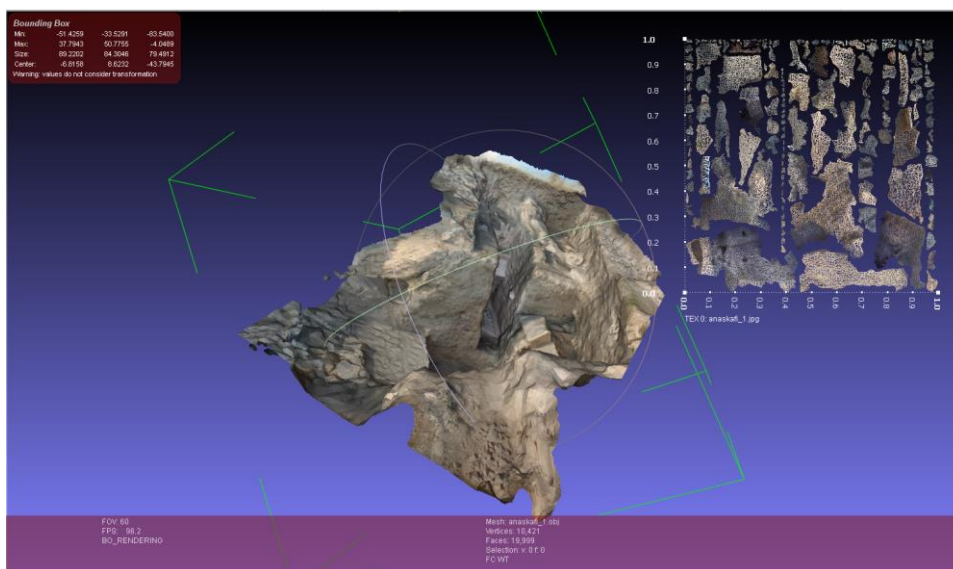 Bounding Box
Min: -51.4259 -33.5291 -83.5400
Max: 37.7943 50.7755 -4.0489
Size: 89.2202 84.3046 79.4912
Center: -6.8158 8.6232 -43.7945
Warning: values do not consider transformation
1.0
0.9
0.8
0.7
0.6
0.5
0.4
0.3
0.2
0.1
0.0
0.0 0.1 0.2 0.3 0.4 0.5 0.6 0.7 0.8 0.9 1.0
TEX 0: anaskafi_1.jpg
FOV: 60
FPS: 96.2
BO_RENDERING
Mesh: anaskafi_1.obj
Vertices: 10,421
Faces: 19,999
Selection: v: 0 f: 0
FC WT